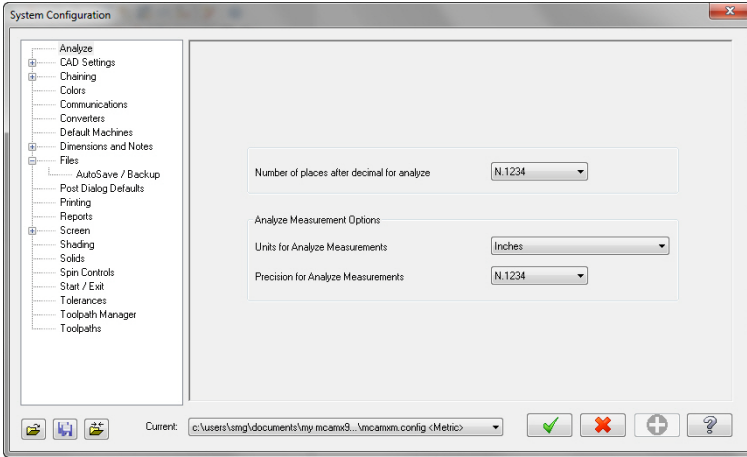 System Configuration
Analyze
CAD Settings
Chaining
Colors
Communications
Converters
Default Machines
Dimensions and Notes
Files
AutoSave / Backup
Post Dialog Defaults
Printing
Reports
Screen
Shading
Solids
Spin Controls
Start / Exit
Tolerances
Toolpath Manager
Toolpaths
Number of places after decimal for analyze
N.1234
Analyze Measurement Options
Units for Analyze Measurements
Inches
Precision for Analyze Measurements
N.1234
Current:
c:\users\smg\documents\my mcamx9...\mcamxm.config <Metric>